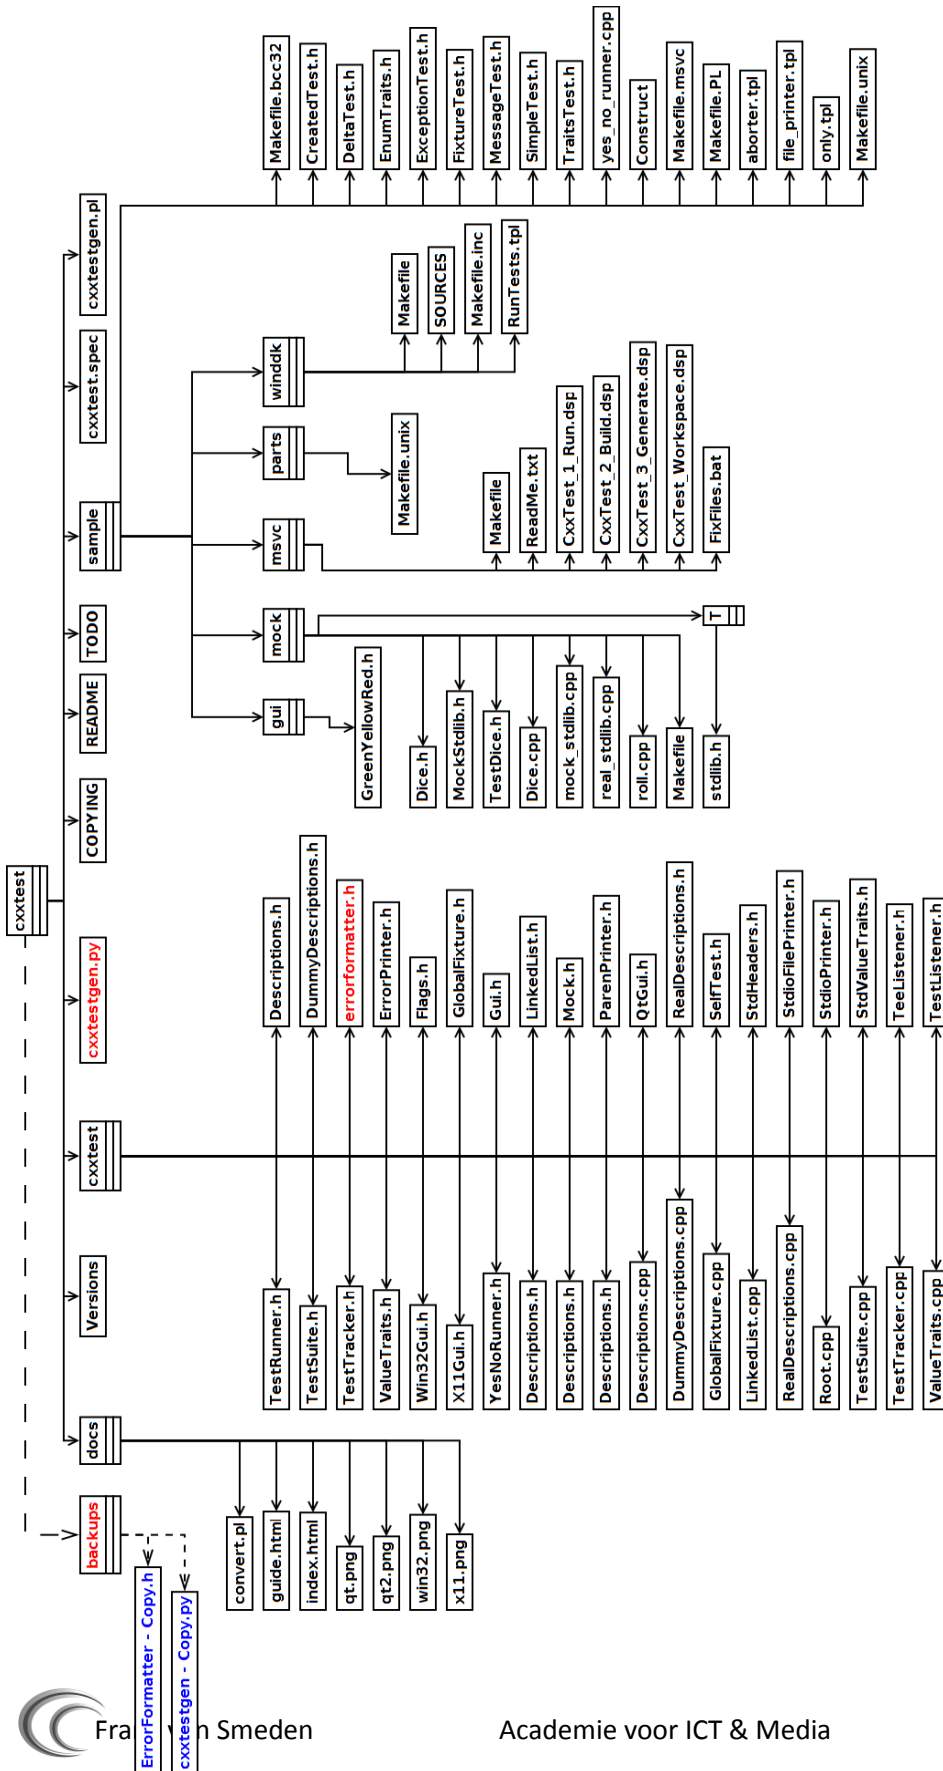 cxxtest
backups
docs
Versions
cxxtest
cxxtestgen.py
COPYING
README
TODO
sample
cxxtest.spec
cxxtestgen.pl
ErrorFormatter - Copy.h
cxxtestgen - Copy.py
convert.pl
guide.html
index.html
qt.png
qt2.png
win32.png
x11.png
TestRunner.h
TestSuite.h
TestTracker.h
ValueTraits.h
Win32Gui.h
X11Gui.h
YesNoRunner.h
Descriptions.h
Descriptions.h
Descriptions.h
Descriptions.cpp
DummyDescriptions.cpp
GlobalFixture.cpp
LinkedList.cpp
RealDescriptions.cpp
Root.cpp
TestSuite.cpp
TestTracker.cpp
ValueTraits.cpp
Descriptions.h
DummyDescriptions.h
errorformatter.h
ErrorPrinter.h
Flags.h
GlobalFixture.h
Gui.h
LinkedList.h
Mock.h
ParenPrinter.h
QtGui.h
RealDescriptions.h
SelfTest.h
StdHeaders.h
StdioFilePrinter.h
StdioPrinter.h
StdValueTraits.h
TeeListener.h
TestListener.h
gui
mock
msvc
parts
winddk
GreenYellowRed.h
Dice.h
MockStdlib.h
TestDice.h
Dice.cpp
mock_stdlib.cpp
real_stdlib.cpp
roll.cpp
Makefile
T
stdlib.h
Makefile
ReadMe.txt
CxxTest_1_Run.dsp
CxxTest_2_Build.dsp
CxxTest_3_Generate.dsp
CxxTest_Workspace.dsp
FixFiles.bat
Makefile.unix
Makefile
SOURCES
Makefile.inc
RunTests.tpl
Makefile.bcc32
CreatedTest.h
DeltaTest.h
EnumTraits.h
ExceptionTest.h
FixtureTest.h
MessageTest.h
SimpleTest.h
TraitsTest.h
yes_no_runner.cpp
Construct
Makefile.msvc
Makefile.PL
aborter.tpl
file_printer.tpl
only.tpl
Makefile.unix
Smeden Academie voor ICT & Media